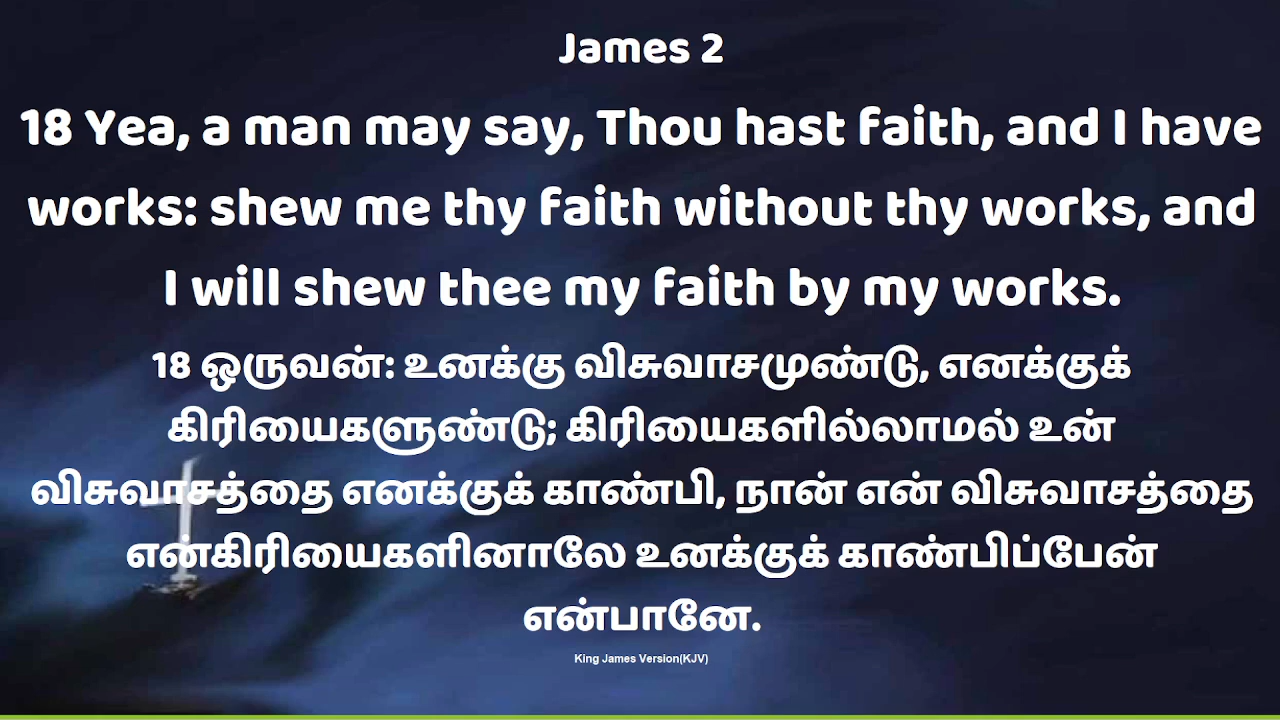 James 2
18 Yea, a man may say, Thou hast faith, and I have
works: shew me thy faith without thy works, and
I will shew thee my faith by my works.
18 ஒருவன்: உனக்கு விசுவாசமுண்டு, எனக்குக்
கிரியைகளுண்டு; கிரியைகளில்லாமல் உன்
விசுவாசத்தை எனக்குக் காண்பி, நான் என் விசுவாசத்தை
என்கிரியைகளினாலே உனக்குக் காண்பிப்பேன்
என்பானே.
King James Version(KJV)